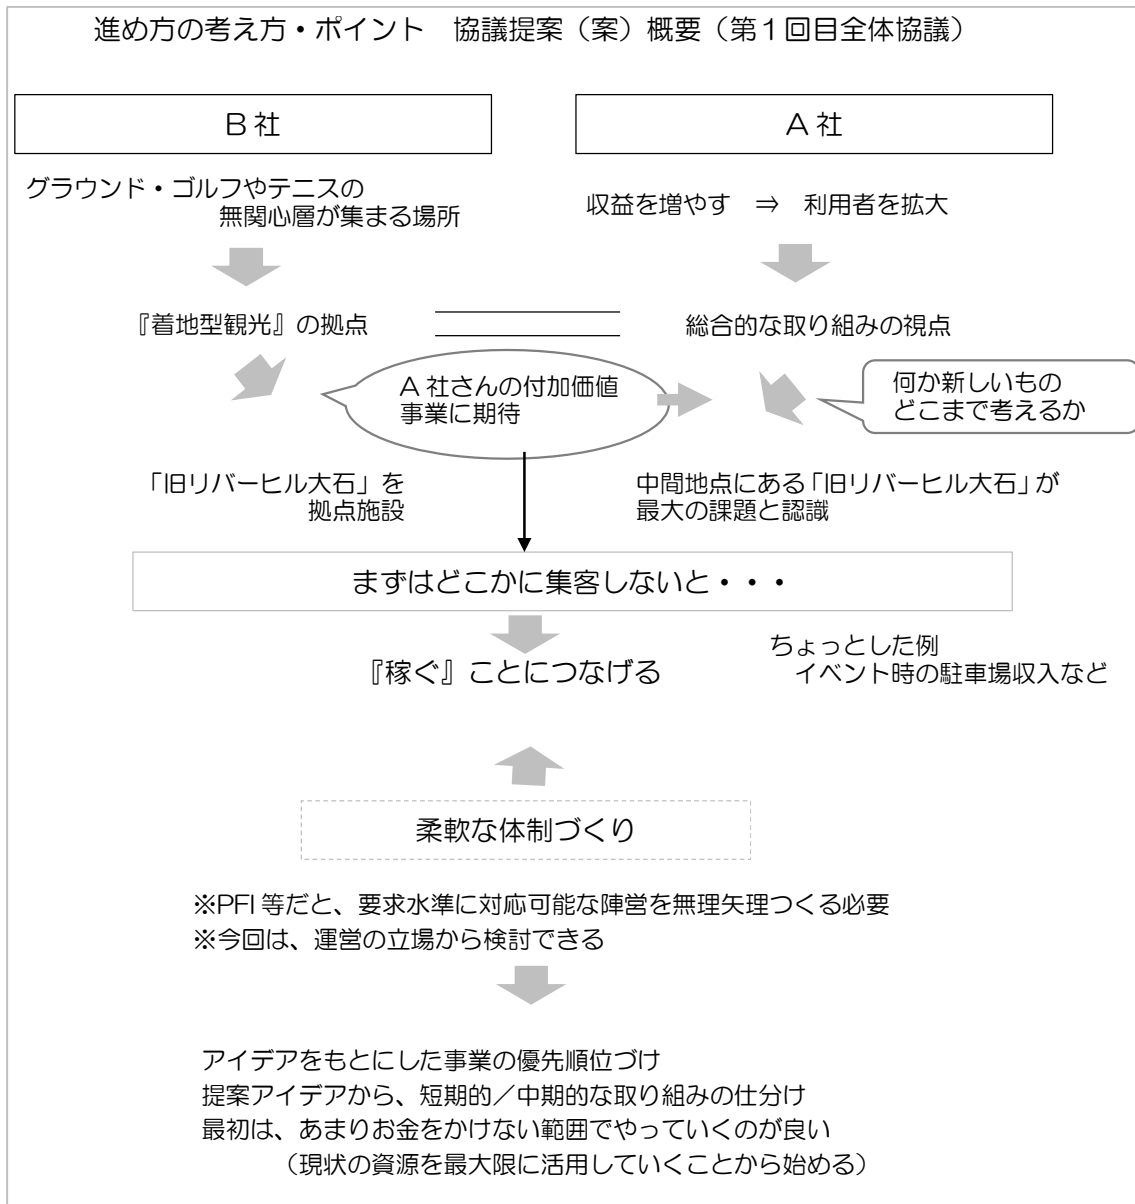 進め方の考え方・ポイント　協議提案（案）概要（第１回目全体協議）
B 社
A 社
グラウンド・ゴルフやテニスの
無関心層が集まる場所
収益を増やす　⇒　利用者を拡大
『着地型観光』の拠点
総合的な取り組みの視点
A 社さんの付加価値
事業に期待
何か新しいもの
どこまで考えるか
「旧リバーヒル大石」を
拠点施設
中間地点にある「旧リバーヒル大石」が
最大の課題と認識
まずはどこかに集客しないと・・・
『稼ぐ』ことにつなげる
ちょっとした例
イベント時の駐車場収入など
柔軟な体制づくり
※PFI 等だと、要求水準に対応可能な陣営を無理矢理つくる必要
※今回は、運営の立場から検討できる
アイデアをもとにした事業の優先順位づけ
提案アイデアから、短期的／中期的な取り組みの仕分け
最初は、あまりお金をかけない範囲でやっていくのが良い
（現状の資源を最大限に活用していくことから始める）